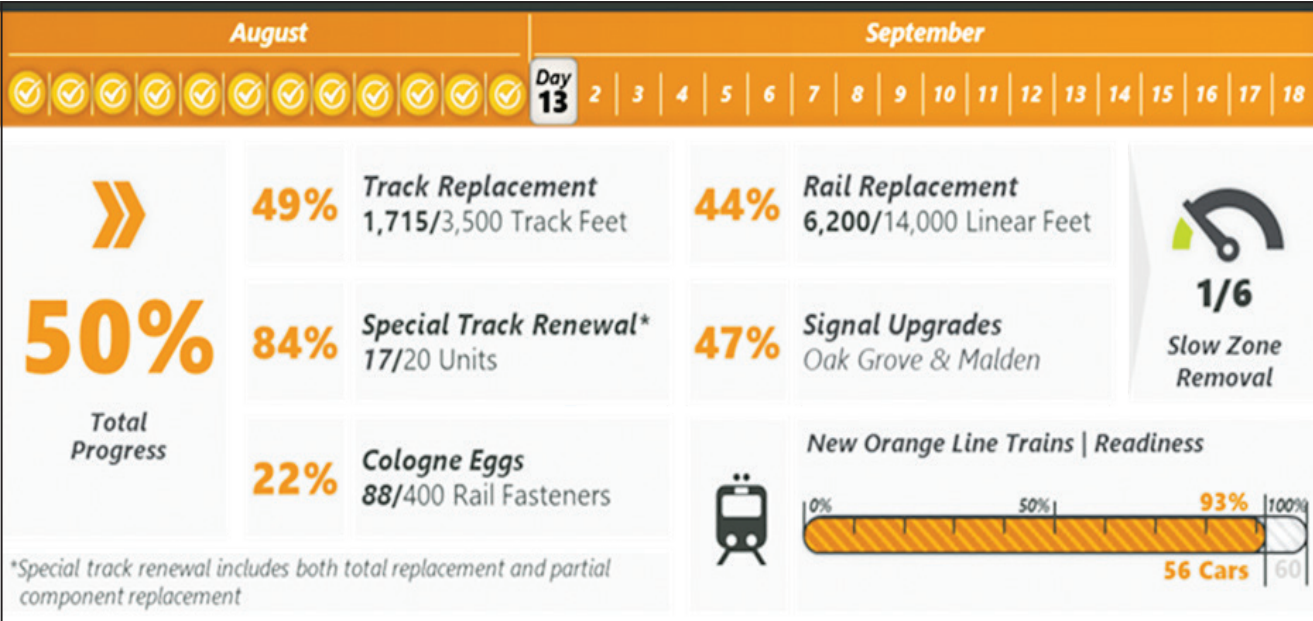 August
September
Day 13 2 3 4 5 6 7 8 9 10 11 12 13 14 15 16 17 18
50%
Total
Progress
49%
Track Replacement
1,715/3,500 Track Feet
44%
Rail Replacement
6,200/14,000 Linear Feet
84%
Special Track Renewal*
17/20 Units
47%
Signal Upgrades
Oak Grove & Malden
1/6
Slow Zone
Removal
22%
Cologne Eggs
88/400 Rail Fasteners
New Orange Line Trains | Readiness
0% 50% 93% 100%
56 Cars 60
*Special track renewal includes both total replacement and partial
component replacement